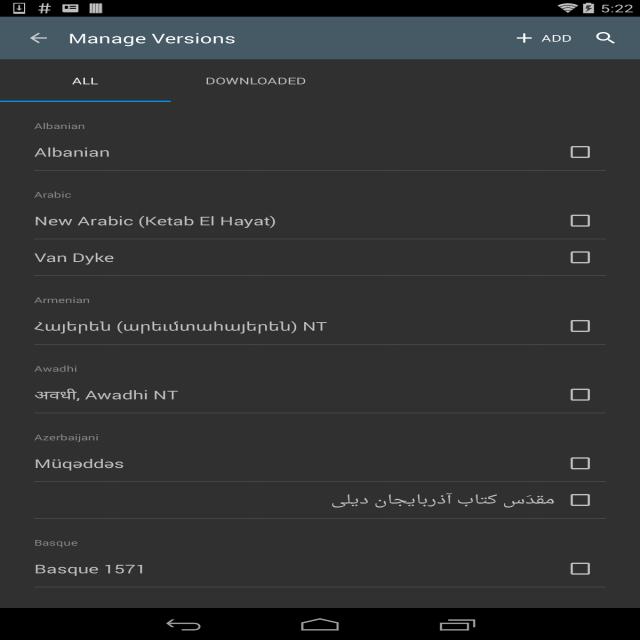 5:22
Manage Versions
+ ADD
ALL
DOWNLOADED
Albanian
Albanian
Arabic
New Arabic (Ketab El Hayat)
Van Dyke
Armenian
Հայերեն (արեւմտահայերեն) NT
Awadhi
अवधी, Awadhi NT
Azerbaijani
Müqəddəs
مقدَس کتاب آذربایجان دیلی
Basque
Basque 1571